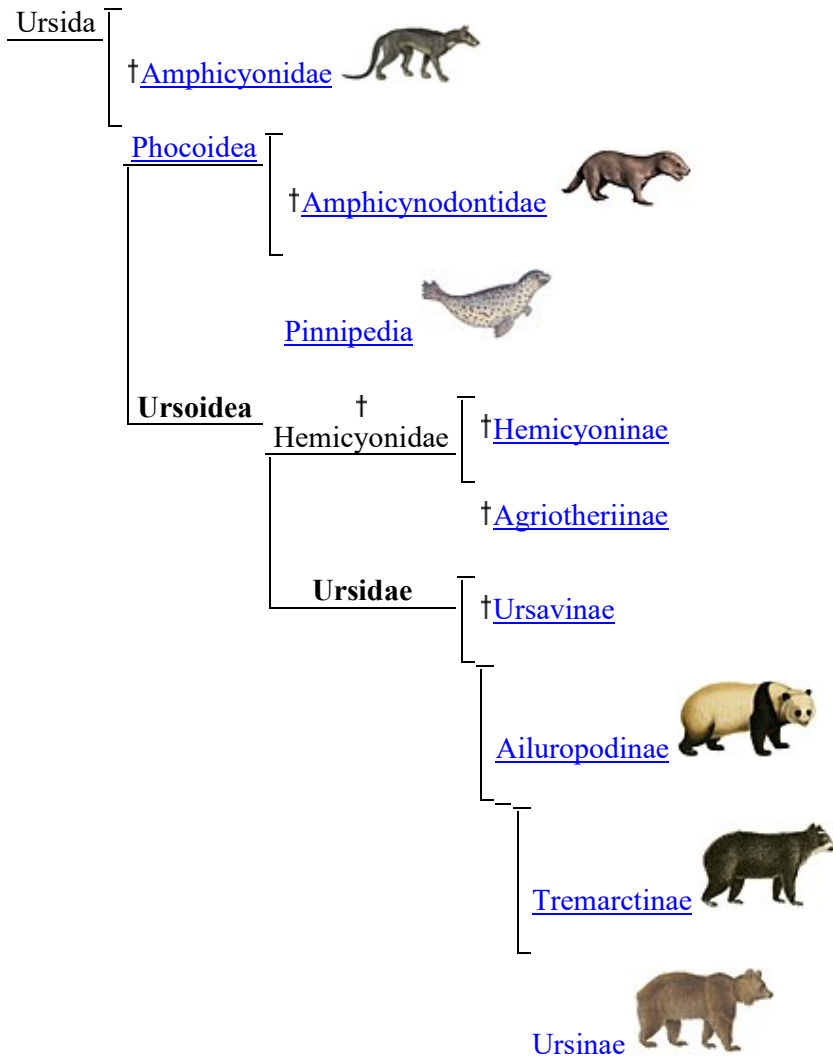 Ursida
†Amphicyonidae
Phocoidea
†Amphicynodontidae
Pinnipedia
Ursoidea
†
Hemicyonidae
†Hemicyoninae
†Agriotheriinae
Ursidae
†Ursavinae
Ailuropodinae
Tremarctinae
Ursinae